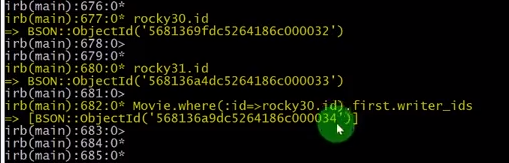 irb(main):676:0*
irb(main):677:0* rocky30.id
=> BSON::ObjectId('5681369fdc5264186c000032')
irb(main):678:0>
irb(main):679:0*
irb(main):680:0* rocky31.id
=> BSON::ObjectId('568136a4dc5264186c000033')
irb(main):681:0>
irb(main):682:0* Movie.where(:id=>rocky30.id).first.writer_ids
=> [BSON::ObjectId('568136a9dc5264186c000034')]
irb(main):683:0>
irb(main):684:0*
irb(main):685:0*